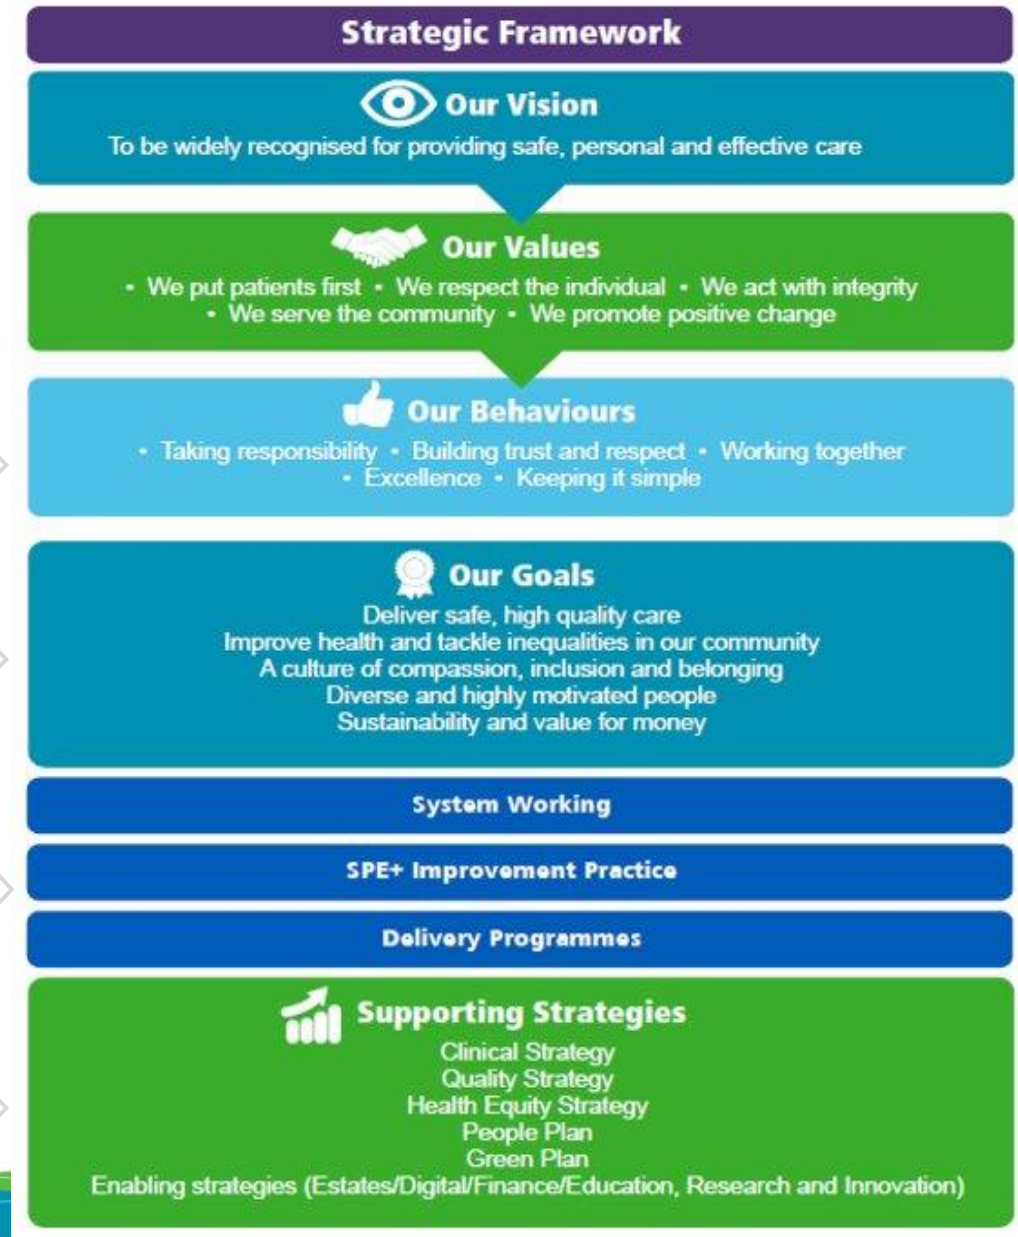 Strategic Framework
Our Vision
To be widely recognised for providing safe, personal and effective care
Our Values
• We put patients first • We respect the individual • We act with integrity
• We serve the community • We promote positive change
Our Behaviours
• Taking responsibility • Building trust and respect • Working together
• Excellence • Keeping it simple
Our Goals
Deliver safe, high quality care
Improve health and tackle inequalities in our community
A culture of compassion, inclusion and belonging
Diverse and highly motivated people
Sustainability and value for money
System Working
SPE+ Improvement Practice
Delivery Programmes
Supporting Strategies
Clinical Strategy
Quality Strategy
Health Equity Strategy
People Plan
Green Plan
Enabling strategies (Estates/Digital/Finance/Education, Research and Innovation)